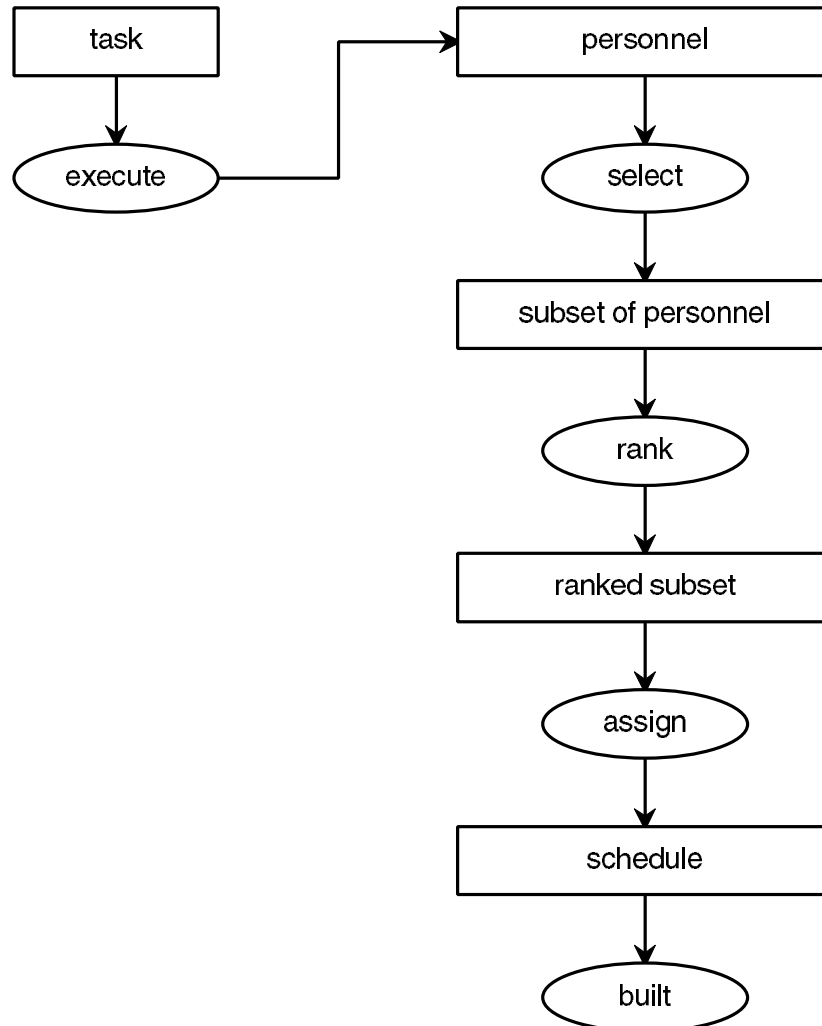 task
personnel
execute
select
subset of personnel
rank
ranked subset
assign
schedule
built